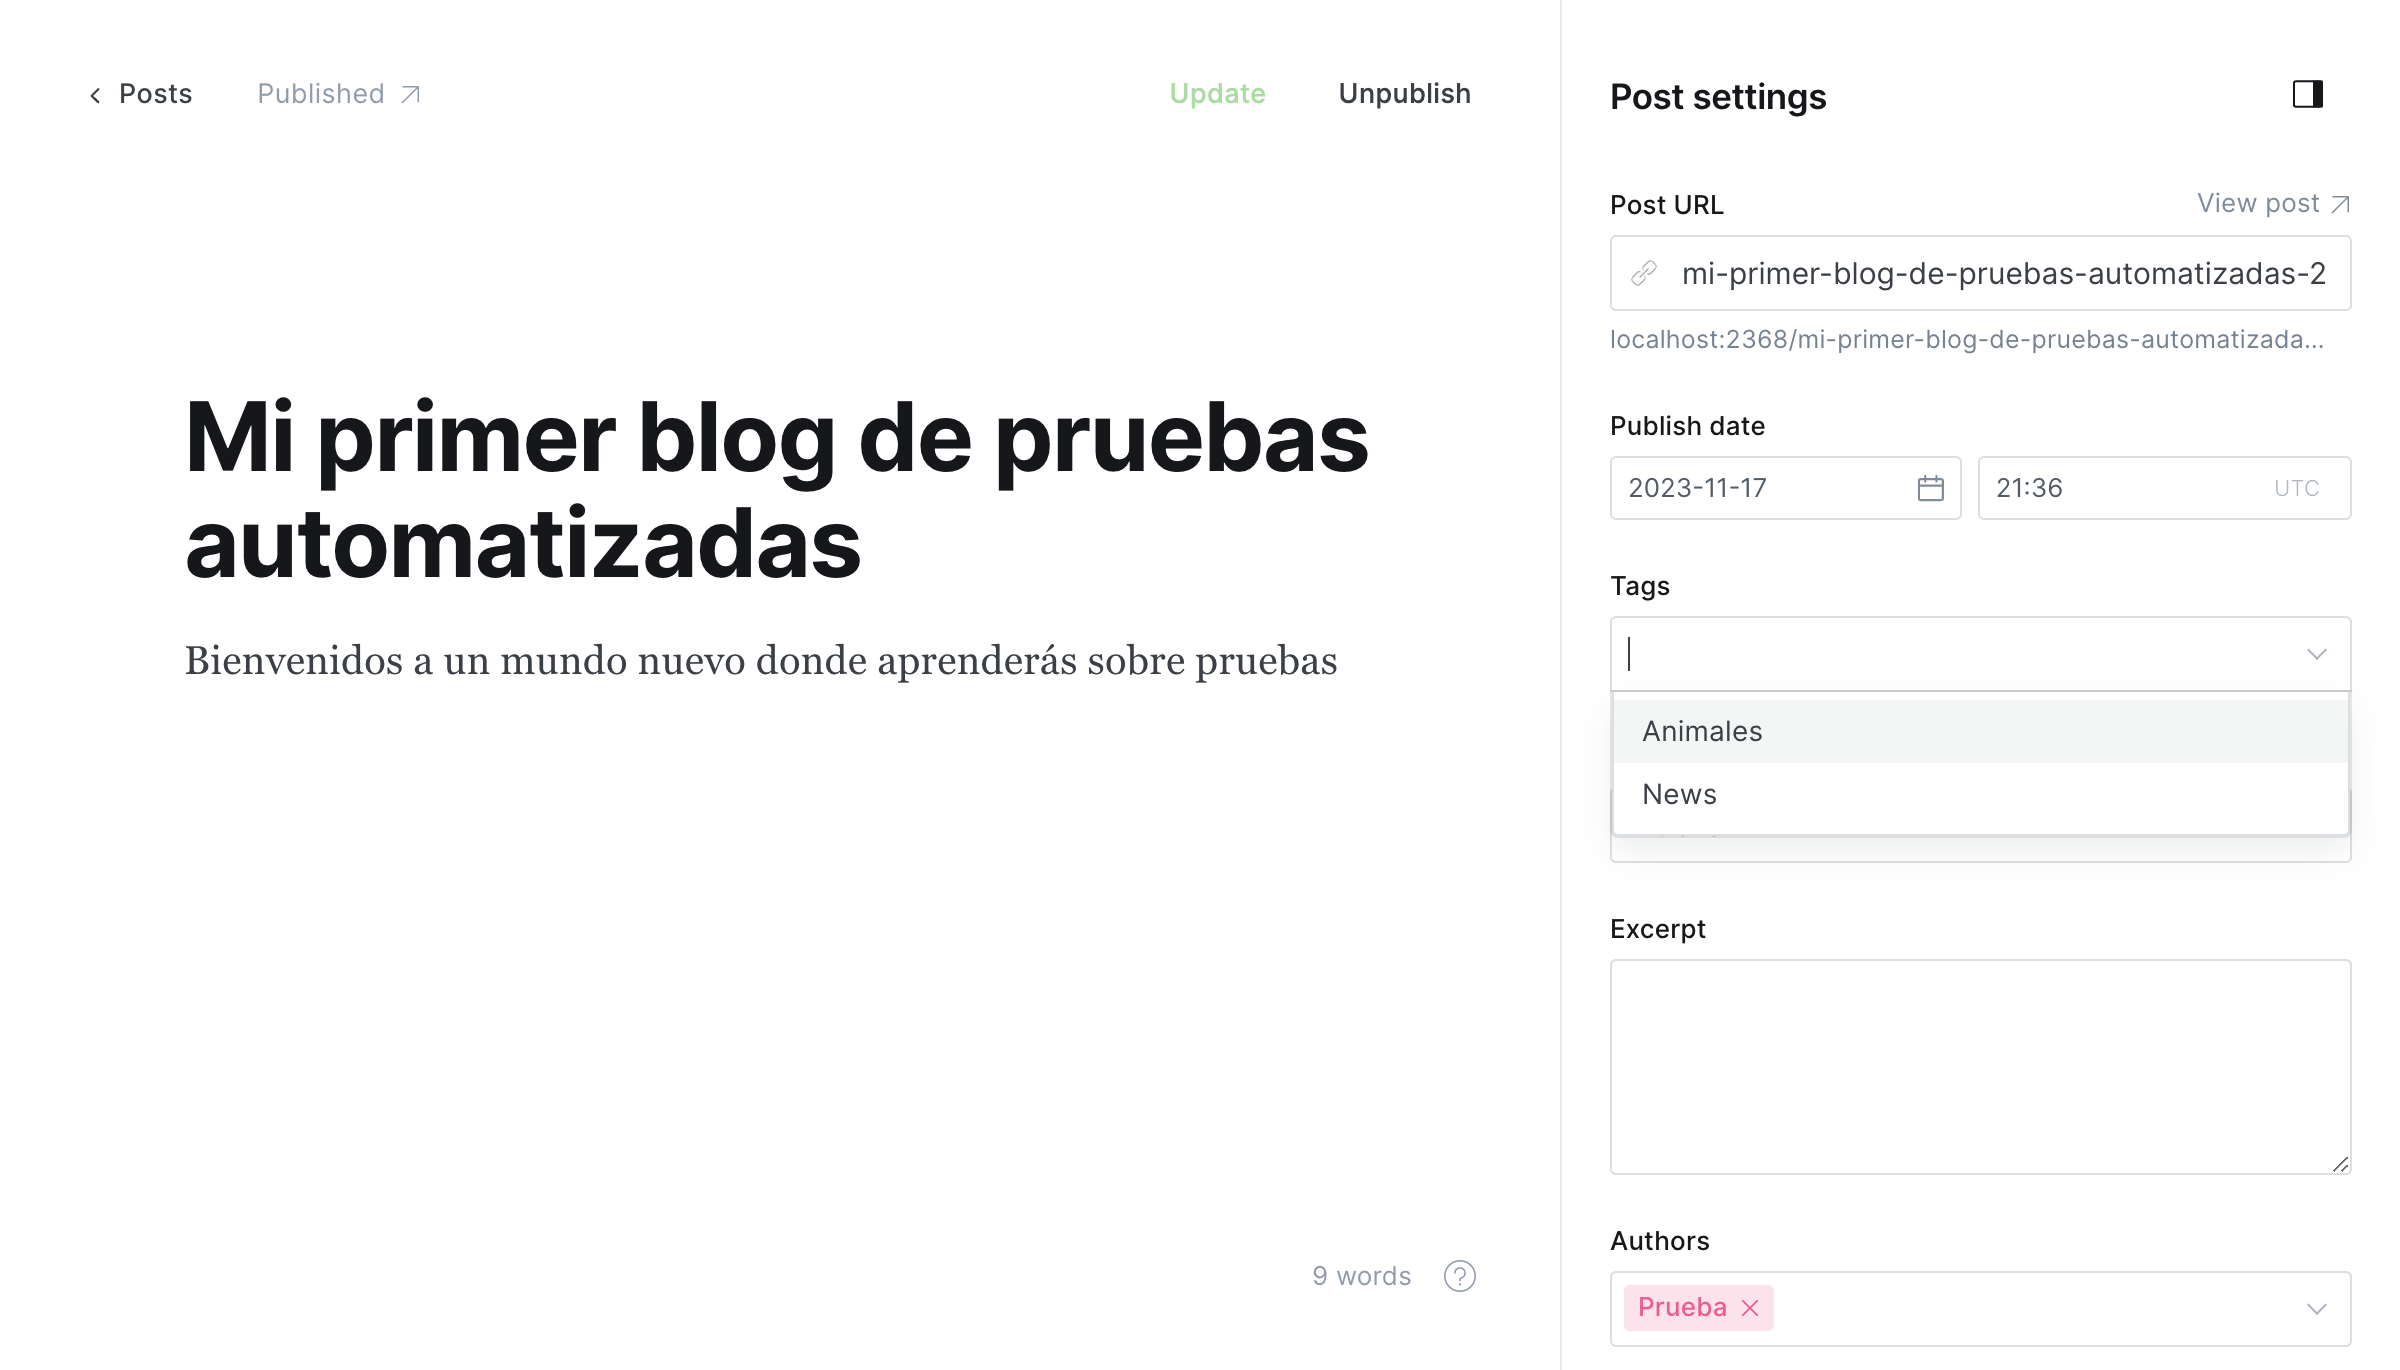 Posts
Published
Update
Unpublish
Mi primer blog de pruebas
automatizadas
Bienvenidos a un mundo nuevo donde aprenderás sobre pruebas
9 words
?
Post settings
Post URL
View post
mi-primer-blog-de-pruebas-automatizadas-2
localhost:2368/mi-primer-blog-de-pruebas-automatizada...
Publish date
2023-11-17
21:36
UTC
Tags
Animales
News
Excerpt
Authors
Prueba